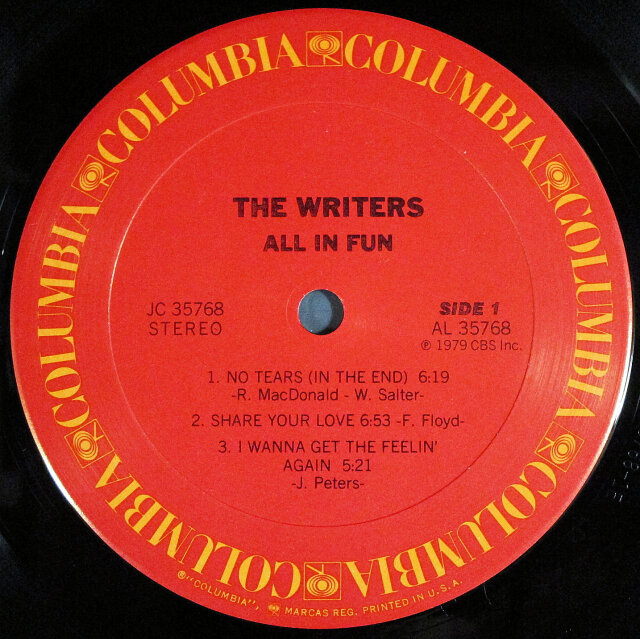 COLUMBIA COLUMBIA COLUMBIA COLUMBIA COLUMBIA COLUMBIA
THE WRITERS
ALL IN FUN
JC 35768
STEREO
SIDE 1
AL 35768
℗ 1979 CBS Inc.
1. NO TEARS (IN THE END) 6:19
-R. MacDonald - W. Salter-
2. SHARE YOUR LOVE 6:53 -F. Floyd-
3. I WANNA GET THE FEELIN'
AGAIN 5:21
-J. Peters-
®"COLUMBIA", MARCAS REG. PRINTED IN U.S.A.